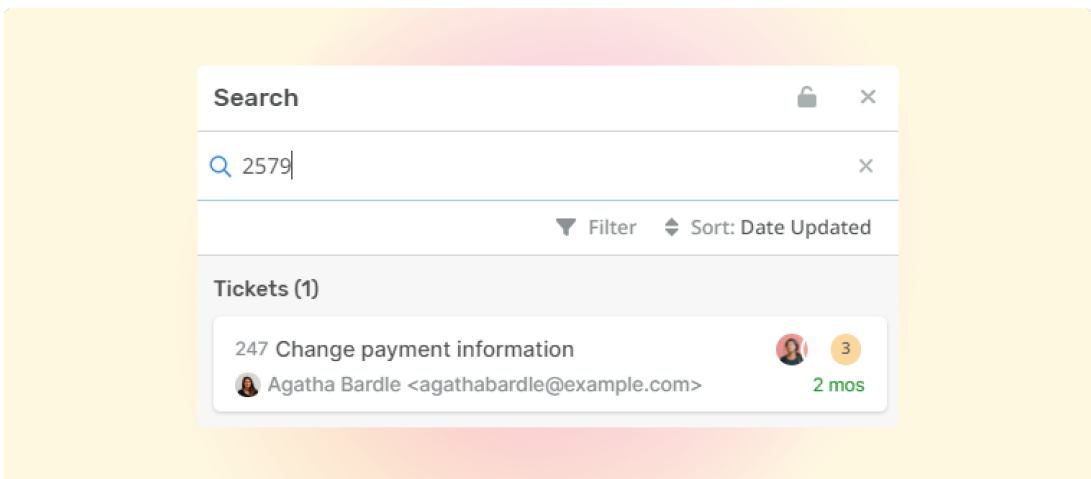 Search
2579
Filter Sort: Date Updated
Tickets (1)
247 Change payment information 3
Agatha Bardle <agathabardle@example.com> 2 mos